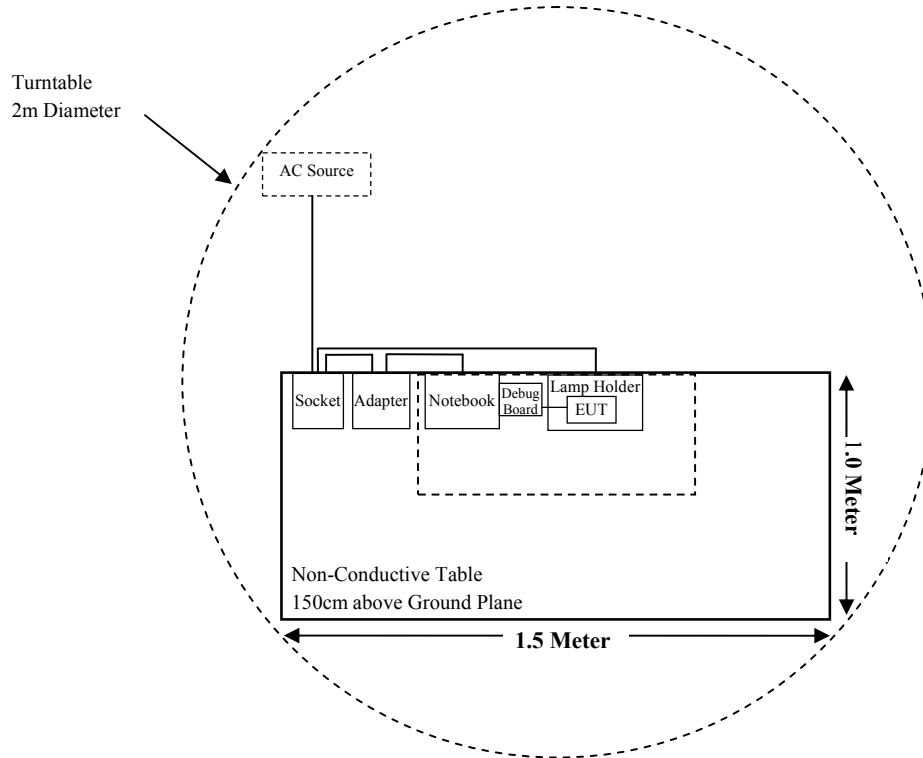 Turntable
2m Diameter
AC Source
Socket
Adapter
Notebook
Debug
Board
Lamp Holder
EUT
1.0 Meter
Non-Conductive Table
150cm above Ground Plane
1.5 Meter